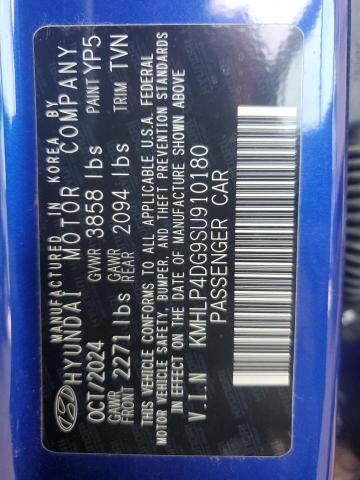 MANUFACTURED IN KOREA BY
HYUNDAI MOTOR COMPANY
OCT/2024 GVWR 3858 lbs PAINT YP5
GAWR FRONT 2271 lbs GAWR REAR 2094 lbs TRIM TVN
THIS VEHICLE CONFORMS TO ALL APPLICABLE U.S.A. FEDERAL
MOTOR VEHICLE SAFETY, BUMPER, AND THEFT PREVENTION STANDARDS
IN EFFECT ON THE DATE OF MANUFACTURE SHOWN ABOVE
V.I.N KMHLP4DG9SU910180
PASSENGER CAR